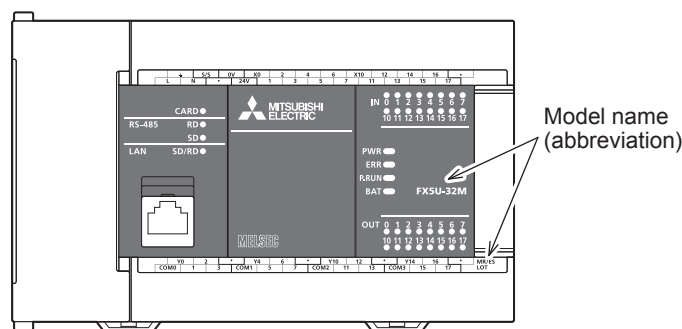 ⏚ S/S 0V X0 2 4 6 X10 12 14 16 •
L N • 24V 1 3 5 7 11 13 15 17
CARD
RS-485 RD
SD
LAN SD/RD
MITSUBISHI
ELECTRIC
MELSEC
IN 0 1 2 3 4 5 6 7
10 11 12 13 14 15 16 17
PWR
ERR
P.RUN
BAT FX5U-32M
OUT 0 1 2 3 4 5 6 7
10 11 12 13 14 15 16 17
Y0 2 • Y4 6 • Y10 12 • Y14 16 • MR/ES
COM0 1 3 COM1 5 7 COM2 11 13 COM3 15 17 LOT
Model name
(abbreviation)